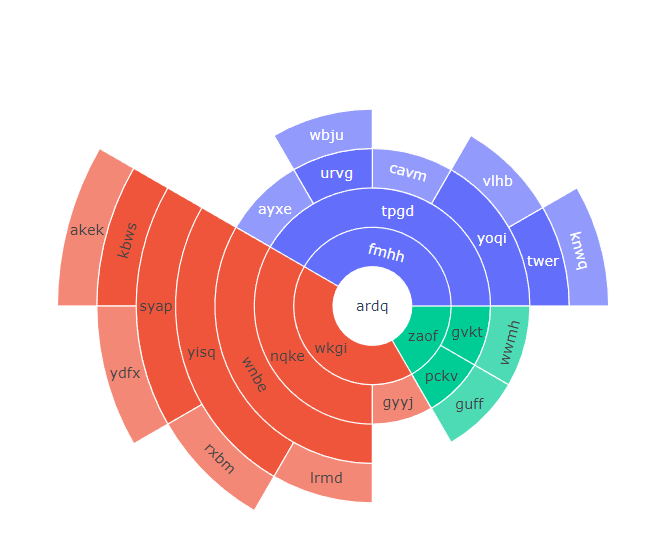 wbju
urvg
cavm
vlhb
ayxe
tpgd
akek
kbws
fmhh
yoqi
twer
knwq
syap
ardq
yisq
nqke
wkgi
zaof
gvkt
wwmh
ydfx
wnbe
pckv
gyyj
guff
rxbm
lrmd